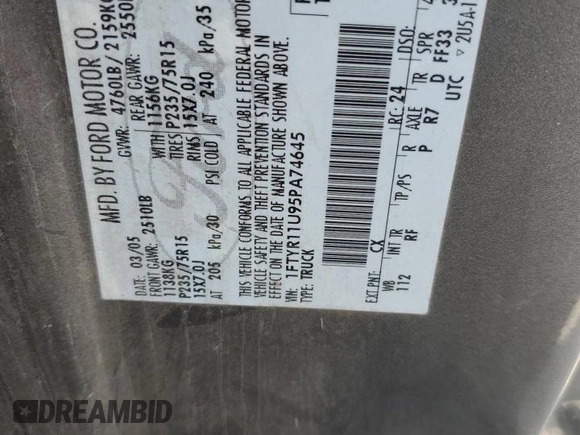 MFD. BY FORD MOTOR CO.
DATE: 03/05 GVWR: 4760LB/ 2159KG
FRONT GAWR: 2510LB REAR GAWR: 2550
1138KG WITH 1156KG
P235/75R15 TIRES P235/75R15
15X7.0J RIMS 15X7.0J
AT 205 kPa/30 PSI COLD AT 240 kPa/35
THIS VEHICLE CONFORMS TO ALL APPLICABLE FEDERAL MOTOR
VEHICLE SAFETY AND THEFT PREVENTION STANDARDS IN
EFFECT ON THE DATE OF MANUFACTURE SHOWN ABOVE.
VIN: 1FTYR11U95PA74645
TYPE: TRUCK
EXT PNT: CX RC: 24 DSO:
WB INT TR TP/PS R AXLE TR SPR
112 RF P R7 D FF33
UTC 2U5A-1
Ford
DREAMBID